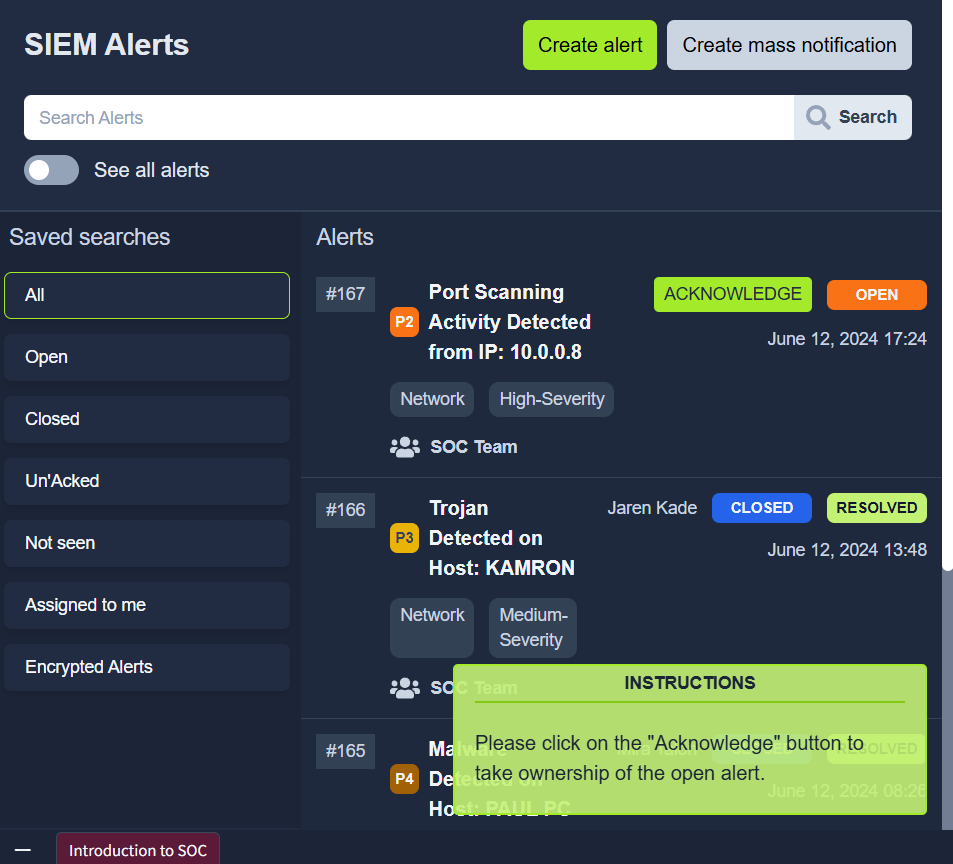 SIEM Alerts
Create alert
Create mass notification
Search Alerts
Search
See all alerts
Saved searches
All
Open
Closed
Un'Acked
Not seen
Assigned to me
Encrypted Alerts
Alerts
#167
P2
Port Scanning
Activity Detected
from IP: 10.0.0.8
ACKNOWLEDGE
OPEN
June 12, 2024 17:24
Network
High-Severity
SOC Team
#166
P3
Trojan
Detected on
Host: KAMRON
Jaren Kade
CLOSED
RESOLVED
June 12, 2024 13:48
Network
Medium-
Severity
SOC Team
#165
P4
Malware
Detected on
Host: PAUL PC
RESOLVED
June 12, 2024 08:26
INSTRUCTIONS
Please click on the "Acknowledge" button to
take ownership of the open alert.
Introduction to SOC